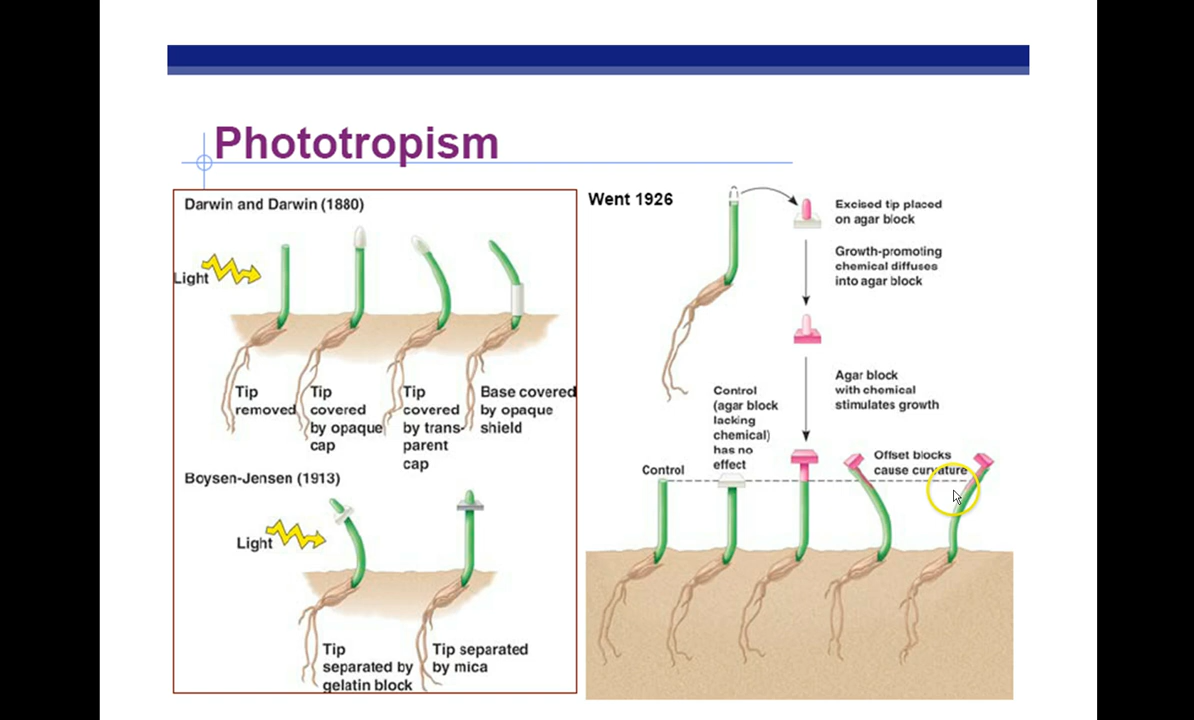 Phototropism
Darwin and Darwin (1880)
Light
Tip
removed
Tip
covered
by opaque
cap
Tip
covered
by trans-
parent
cap
Base covered
by opaque
shield
Boysen-Jensen (1913)
Light
Tip
separated by
gelatin block
Tip separated
by mica
Went 1926
Excised tip placed
on agar block
Growth-promoting
chemical diffuses
into agar block
Agar block
with chemical
stimulates growth
Control
Control
(agar block
lacking
chemical)
has no
effect
Offset blocks
cause curvature